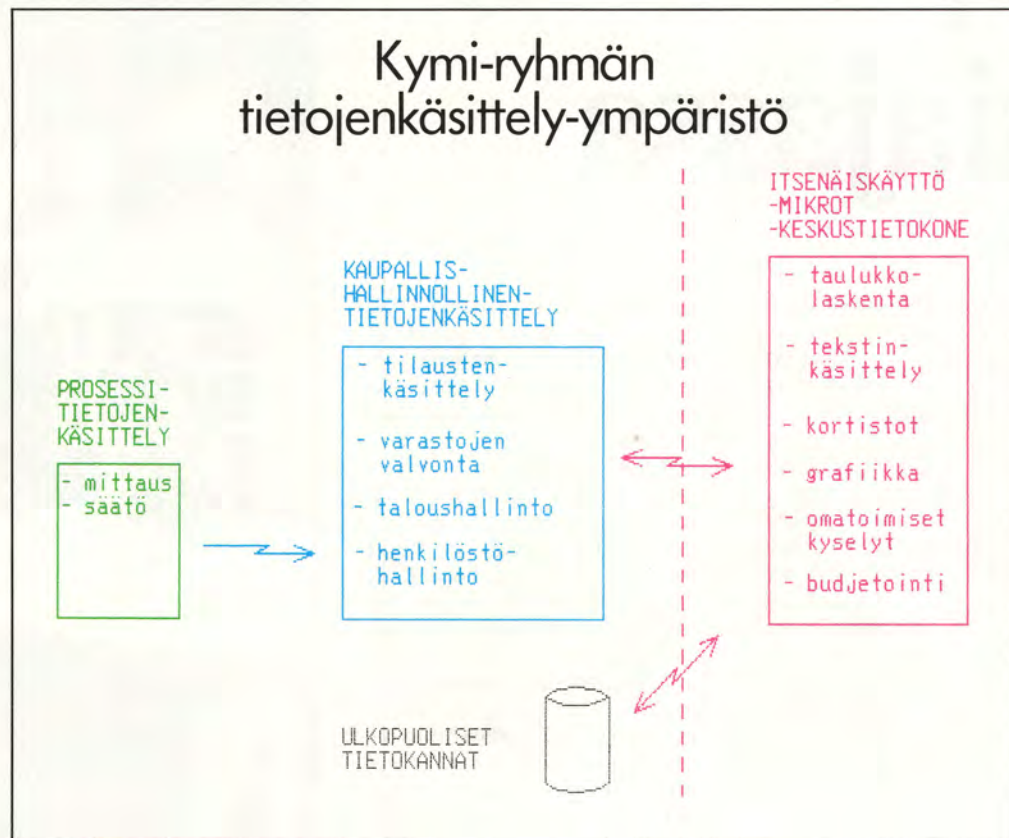 Kymi-ryhmän
tietojenkäsittely-ympäristö
PROSESSI-
TIETOJEN-
KÄSITTELY
- mittaus
- säätö
KAUPALLIS-
HALLINNOLLINEN-
TIETOJENKÄSITTELY
- tilausten-
käsittely
- varastojen
valvonta
- taloushallinto
- henkilöstö-
hallinto
ITSENÄISKÄYTTÖ
-MIKROT
-KESKUSTIETOKONE
- taulukko-
laskenta
- tekstin-
käsittely
- kortistot
- grafiikka
- omatoimiset
kyselyt
- budjetointi
ULKOPUOLISET
TIETOKANNAT